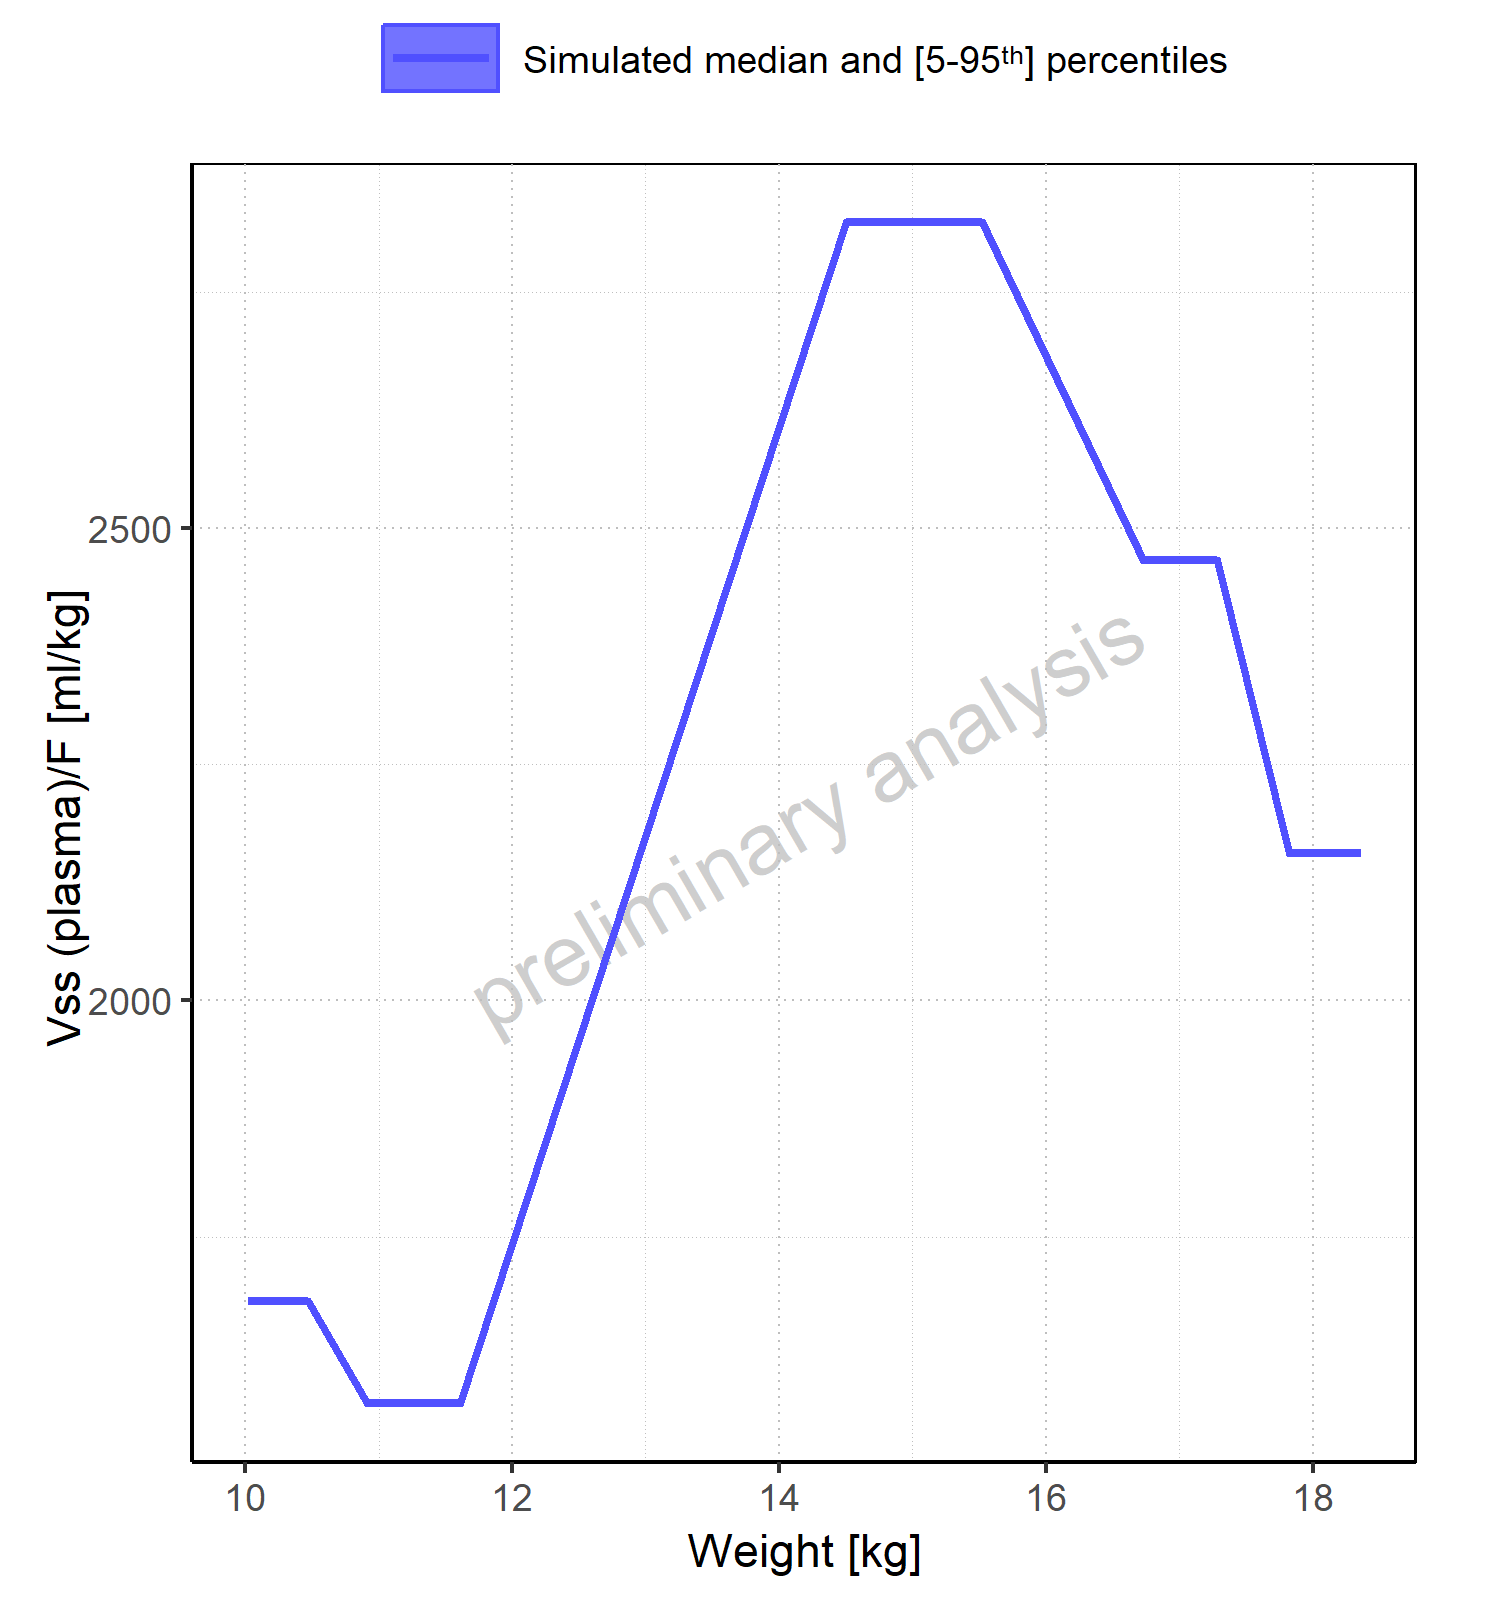 Simulated median and [5-95ᵗʰ] percentiles
Vss (plasma)/F [ml/kg]
2500
2000
preliminary analysis
10 12 14 16 18
Weight [kg]